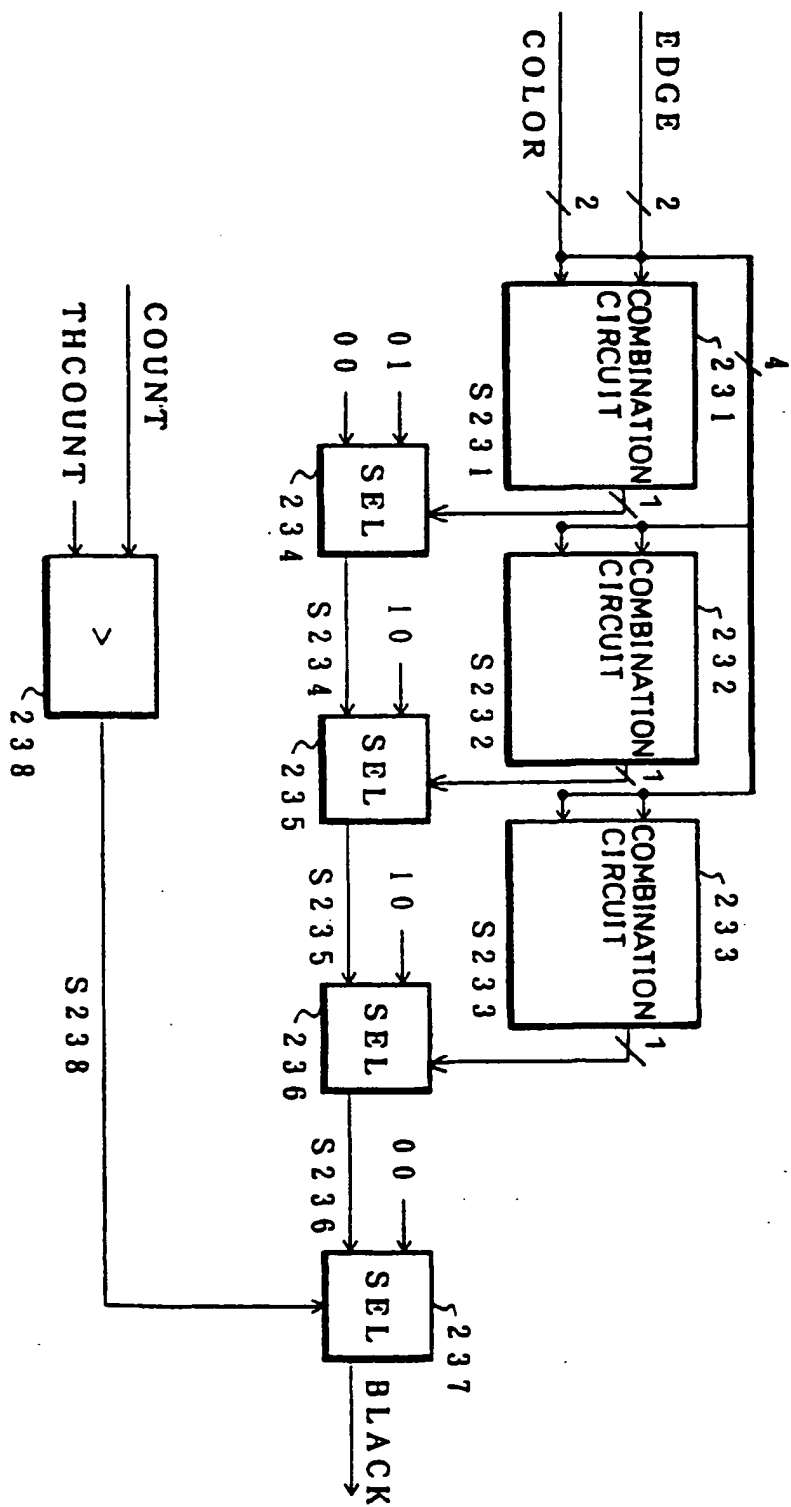 EDGE
2
COLOR
2
4
COMBINATION
CIRCUIT
231
S231
1
COMBINATION
CIRCUIT
232
S232
1
COMBINATION
CIRCUIT
233
S233
1
01
00
SEL
234
S234
10
SEL
235
S235
10
SEL
236
S236
00
SEL
237
BLACK
COUNT
THCOUNT
>
238
S238